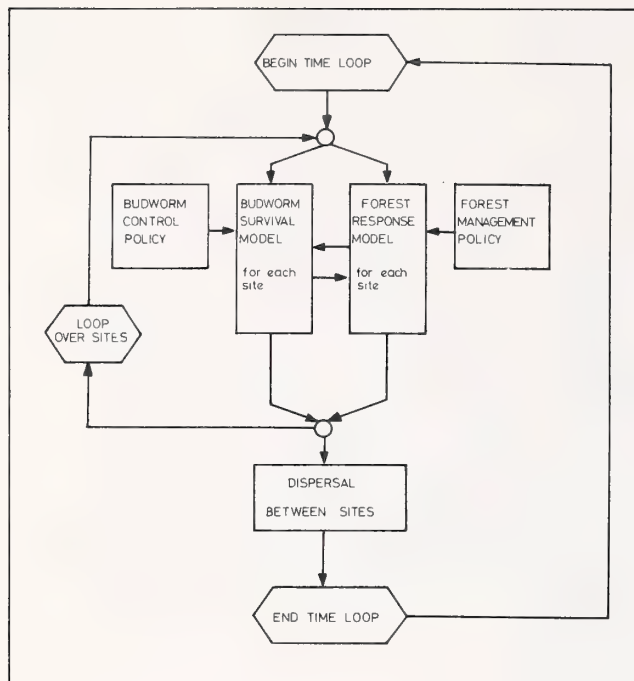 BEGIN TIME LOOP
BUDWORM
CONTROL
POLICY
BUDWORM
SURVIVAL
MODEL
for each
site
FOREST
RESPONSE
MODEL
for each
site
FOREST
MANAGEMENT
POLICY
LOOP
OVER SITES
DISPERSAL
BETWEEN SITES
END TIME LOOP